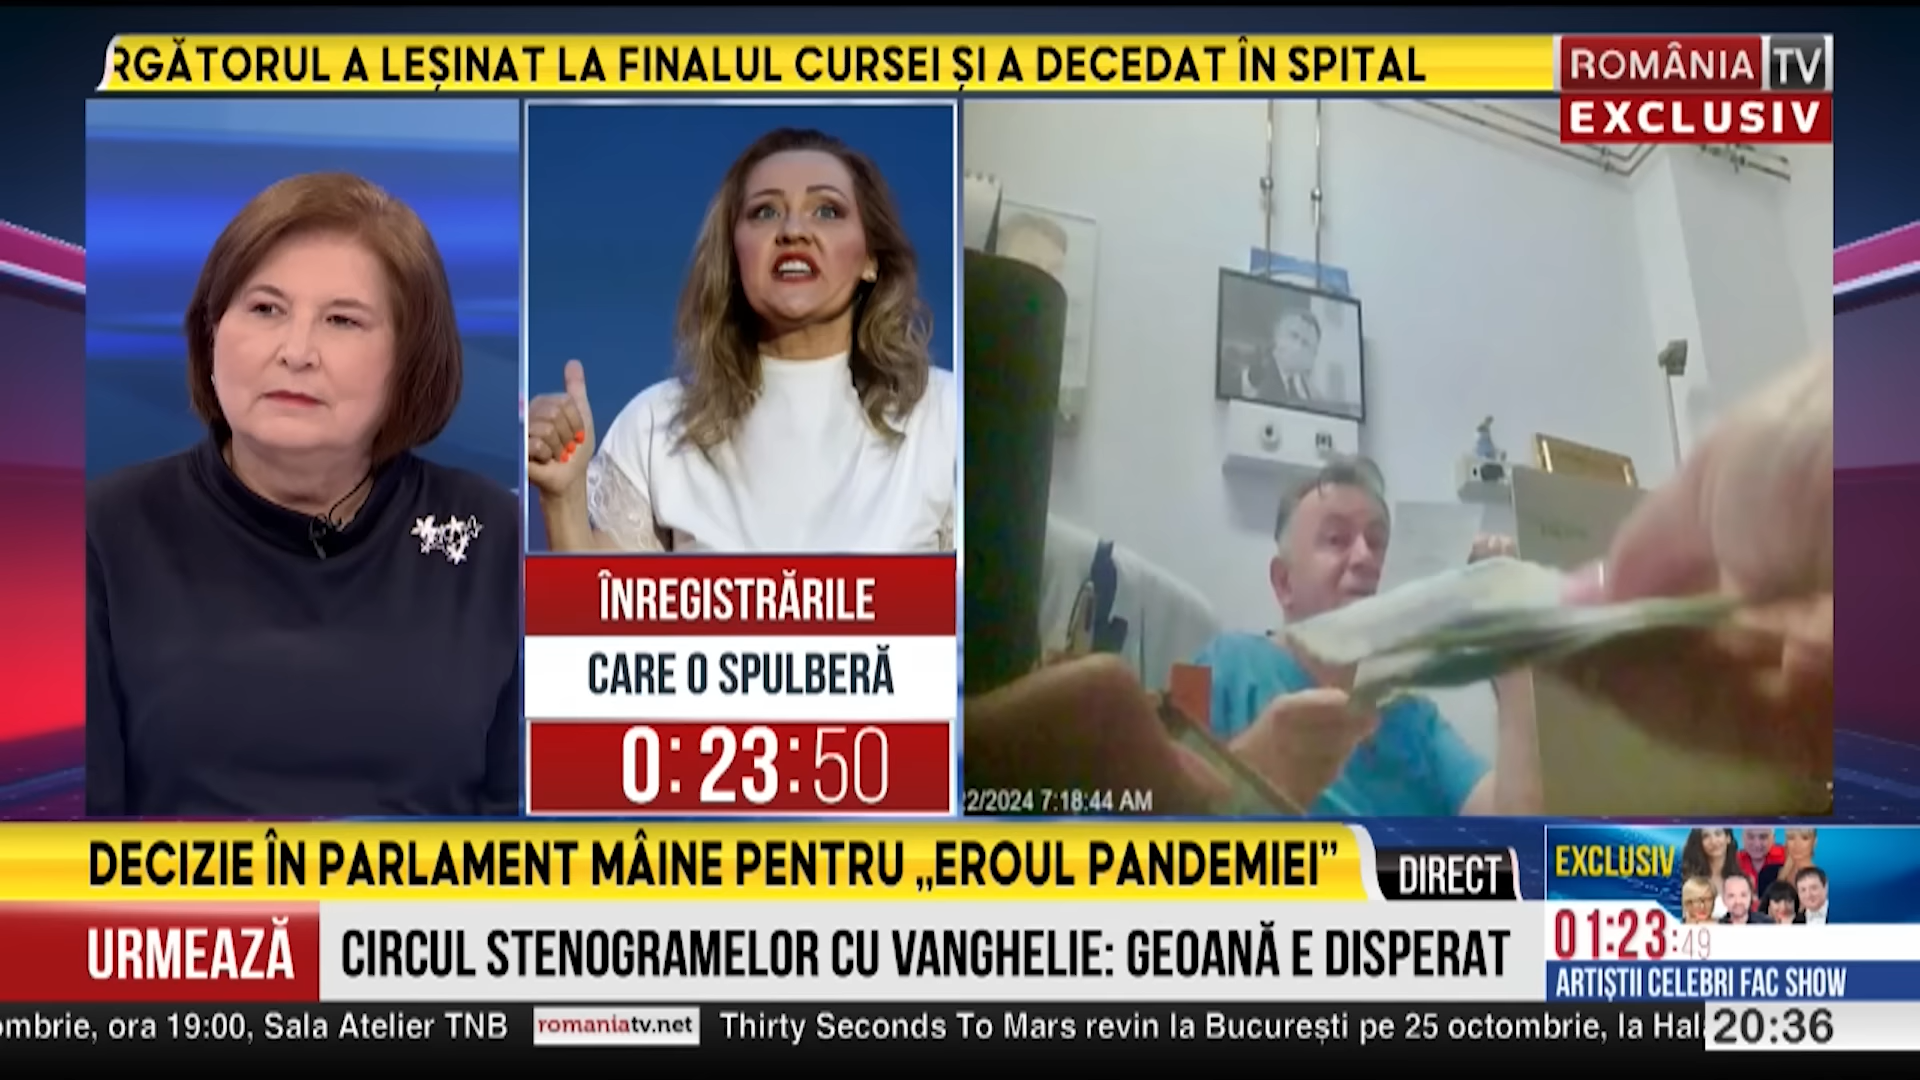 RGĂTORUL A LEȘINAT LA FINALUL CURSEI ȘI A DECEDAT ÎN SPITAL
ROMÂNIA TV
EXCLUSIV
ÎNREGISTRĂRILE
CARE O SPULBERĂ
0:23:50
22/2024 7:18:44 AM
DECIZIE ÎN PARLAMENT MÂINE PENTRU „EROUL PANDEMIEI”
DIRECT
EXCLUSIV
URMEAZĂ
CIRCUL STENOGRAMELOR CU VANGHELIE: GEOANĂ E DISPERAT
01:23:49
ARTIȘTII CELEBRI FAC SHOW
ombrie, ora 19:00, Sala Atelier TNB romaniatv.net Thirty Seconds To Mars revin la București pe 25 octombrie, la Hal
20:36